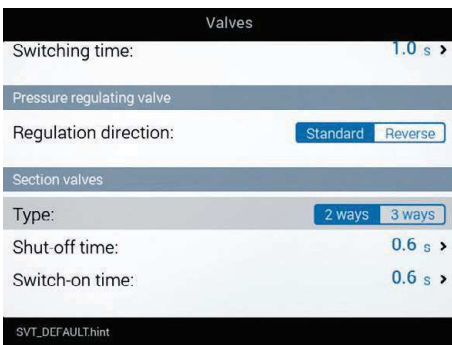 Valves
Switching time: 1.0 s >
Pressure regulating valve
Regulation direction: Standard Reverse
Section valves
Type: 2 ways 3 ways
Shut-off time: 0.6 s >
Switch-on time: 0.6 s >
SVT_DEFAULT.hint